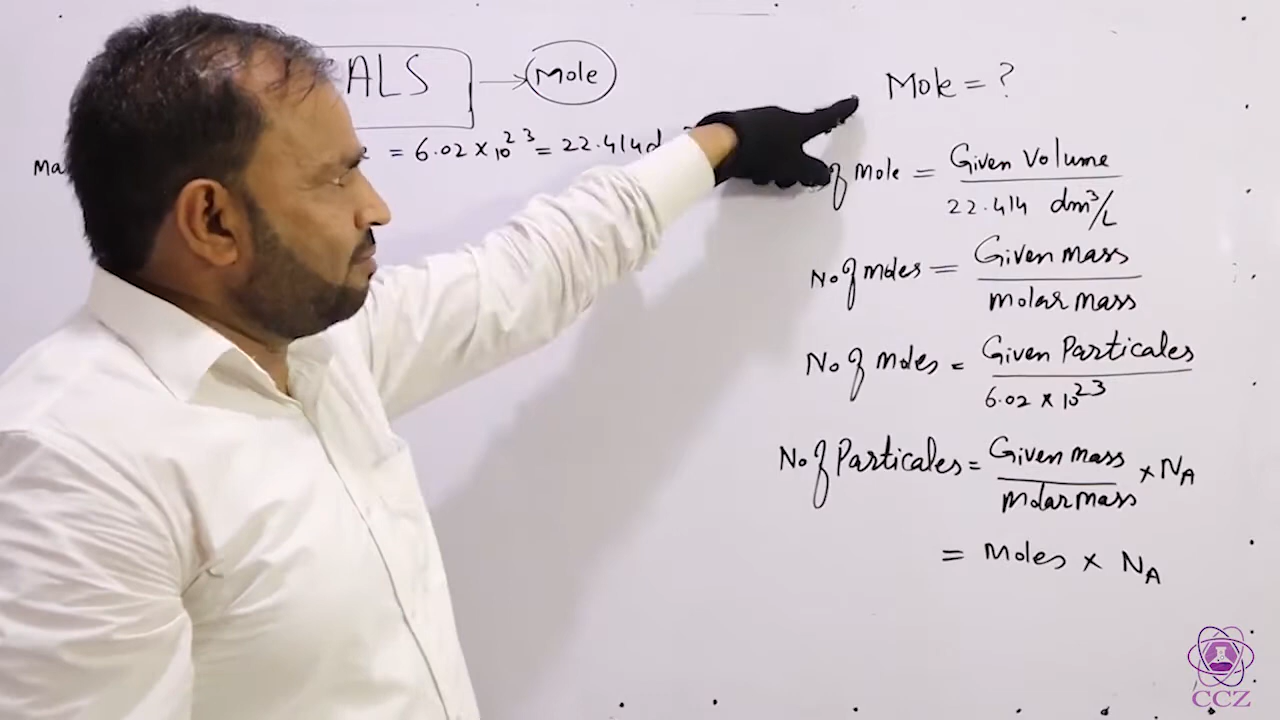 ALS → Mole
Mole = ?
Ma = 6.02 × 10²³ = 22.414 d
of mole = Given Volume / 22.414 dm³/L
No of moles = Given mass / molar mass
No of moles = Given Particales / 6.02 × 10²³
No of Particales = Given mass / molar mass × N_A
= Moles × N_A
CCZ